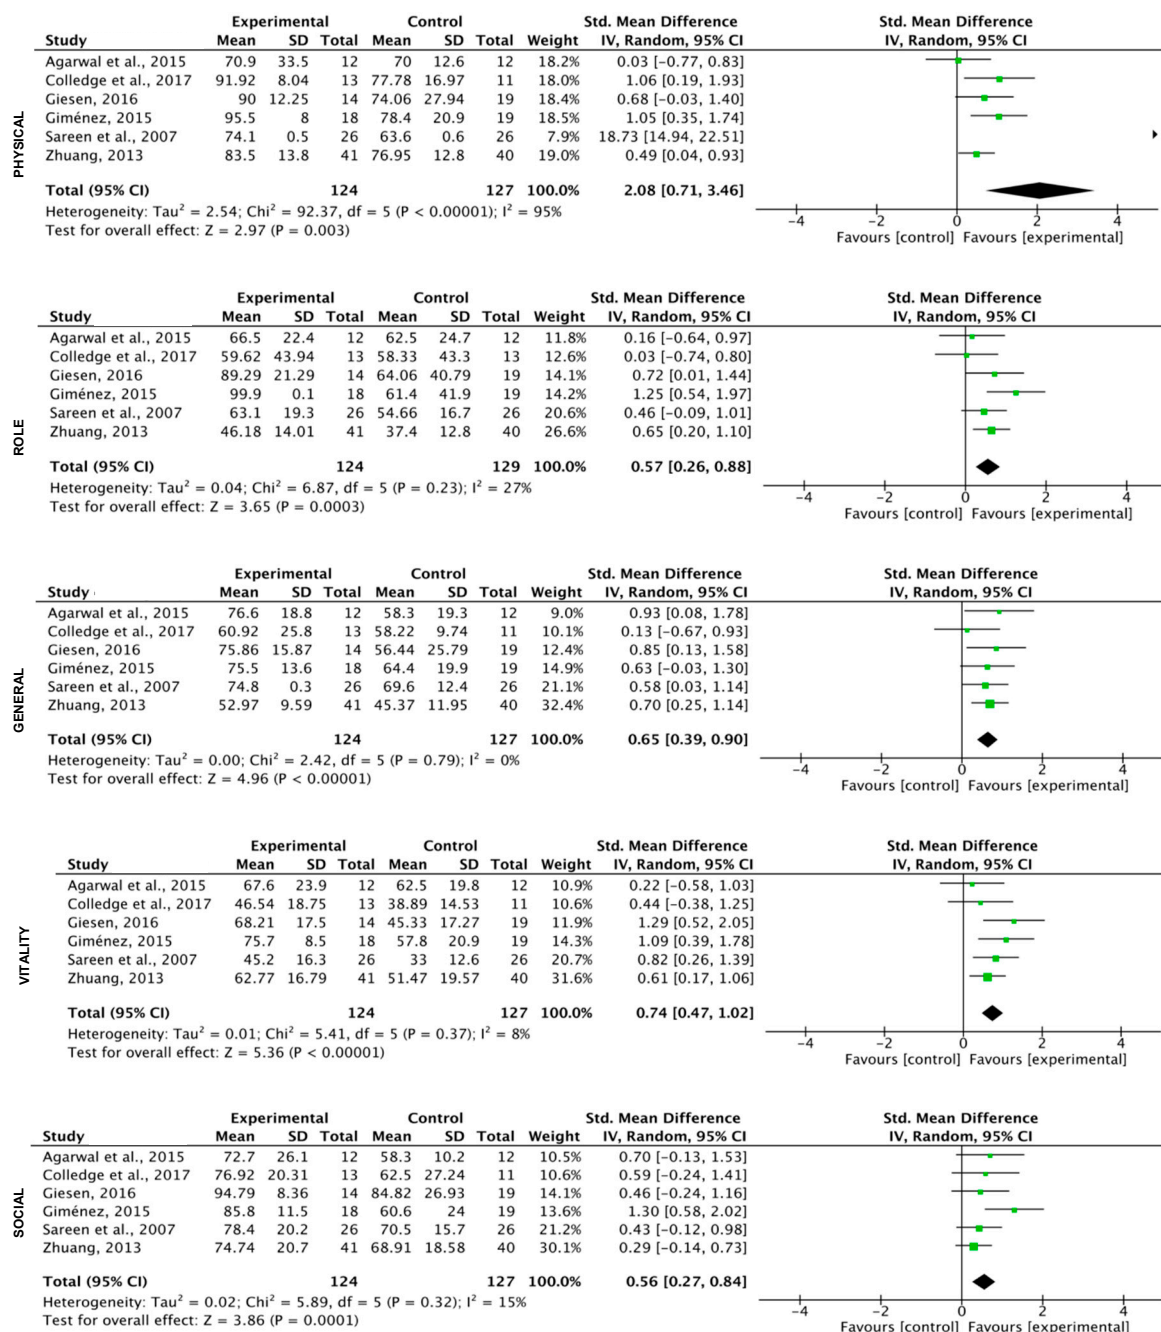 PHYSICAL
Experimental Control Std. Mean Difference Std. Mean Difference
Study Mean SD Total Mean SD Total Weight IV, Random, 95% CI IV, Random, 95% CI
Agarwal et al., 2015 70.9 33.5 12 70 12.6 12 18.2% 0.03 [−0.77, 0.83]
Colledge et al., 2017 91.92 8.04 13 77.78 16.97 11 18.0% 1.06 [0.19, 1.93]
Giesen, 2016 90 12.25 14 74.06 27.94 19 18.4% 0.68 [−0.03, 1.40]
Giménez, 2015 95.5 8 18 78.4 20.9 19 18.5% 1.05 [0.35, 1.74]
Sareen et al., 2007 74.1 0.5 26 63.6 0.6 26 7.9% 18.73 [14.94, 22.51]
Zhuang, 2013 83.5 13.8 41 76.95 12.8 40 19.0% 0.49 [0.04, 0.93]
Total (95% CI) 124 127 100.0% 2.08 [0.71, 3.46]
Heterogeneity: Tau² = 2.54; Chi² = 92.37, df = 5 (P < 0.00001); I² = 95%
Test for overall effect: Z = 2.97 (P = 0.003)
−4 −2 0 2 4
Favours [control] Favours [experimental]
ROLE
Experimental Control Std. Mean Difference Std. Mean Difference
Study Mean SD Total Mean SD Total Weight IV, Random, 95% CI IV, Random, 95% CI
Agarwal et al., 2015 66.5 22.4 12 62.5 24.7 12 11.8% 0.16 [−0.64, 0.97]
Colledge et al., 2017 59.62 43.94 13 58.33 43.3 13 12.6% 0.03 [−0.74, 0.80]
Giesen, 2016 89.29 21.29 14 64.06 40.79 19 14.1% 0.72 [0.01, 1.44]
Giménez, 2015 99.9 0.1 18 61.4 41.9 19 14.2% 1.25 [0.54, 1.97]
Sareen et al., 2007 63.1 19.3 26 54.66 16.7 26 20.6% 0.46 [−0.09, 1.01]
Zhuang, 2013 46.18 14.01 41 37.4 12.8 40 26.6% 0.65 [0.20, 1.10]
Total (95% CI) 124 129 100.0% 0.57 [0.26, 0.88]
Heterogeneity: Tau² = 0.04; Chi² = 6.87, df = 5 (P = 0.23); I² = 27%
Test for overall effect: Z = 3.65 (P = 0.0003)
−4 −2 0 2 4
Favours [control] Favours [experimental]
GENERAL
Experimental Control Std. Mean Difference Std. Mean Difference
Study Mean SD Total Mean SD Total Weight IV, Random, 95% CI IV, Random, 95% CI
Agarwal et al., 2015 76.6 18.8 12 58.3 19.3 12 9.0% 0.93 [0.08, 1.78]
Colledge et al., 2017 60.92 25.8 13 58.22 9.74 11 10.1% 0.13 [−0.67, 0.93]
Giesen, 2016 75.86 15.87 14 56.44 25.79 19 12.4% 0.85 [0.13, 1.58]
Giménez, 2015 75.5 13.6 18 64.4 19.9 19 14.9% 0.63 [−0.03, 1.30]
Sareen et al., 2007 74.8 0.3 26 69.6 12.4 26 21.1% 0.58 [0.03, 1.14]
Zhuang, 2013 52.97 9.59 41 45.37 11.95 40 32.4% 0.70 [0.25, 1.14]
Total (95% CI) 124 127 100.0% 0.65 [0.39, 0.90]
Heterogeneity: Tau² = 0.00; Chi² = 2.42, df = 5 (P = 0.79); I² = 0%
Test for overall effect: Z = 4.96 (P < 0.00001)
−4 −2 0 2 4
Favours [control] Favours [experimental]
VITALITY
Experimental Control Std. Mean Difference Std. Mean Difference
Study Mean SD Total Mean SD Total Weight IV, Random, 95% CI IV, Random, 95% CI
Agarwal et al., 2015 67.6 23.9 12 62.5 19.8 12 10.9% 0.22 [−0.58, 1.03]
Colledge et al., 2017 46.54 18.75 13 38.89 14.53 11 10.6% 0.44 [−0.38, 1.25]
Giesen, 2016 68.21 17.5 14 45.33 17.27 19 11.9% 1.29 [0.52, 2.05]
Giménez, 2015 75.7 8.5 18 57.8 20.9 19 14.3% 1.09 [0.39, 1.78]
Sareen et al., 2007 45.2 16.3 26 33 12.6 26 20.7% 0.82 [0.26, 1.39]
Zhuang, 2013 62.77 16.79 41 51.47 19.57 40 31.6% 0.61 [0.17, 1.06]
Total (95% CI) 124 127 100.0% 0.74 [0.47, 1.02]
Heterogeneity: Tau² = 0.01; Chi² = 5.41, df = 5 (P = 0.37); I² = 8%
Test for overall effect: Z = 5.36 (P < 0.00001)
−4 −2 0 2 4
Favours [control] Favours [experimental]
SOCIAL
Experimental Control Std. Mean Difference Std. Mean Difference
Study Mean SD Total Mean SD Total Weight IV, Random, 95% CI IV, Random, 95% CI
Agarwal et al., 2015 72.7 26.1 12 58.3 10.2 12 10.5% 0.70 [−0.13, 1.53]
Colledge et al., 2017 76.92 20.31 13 62.5 27.24 11 10.6% 0.59 [−0.24, 1.41]
Giesen, 2016 94.79 8.36 14 84.82 26.93 19 14.1% 0.46 [−0.24, 1.16]
Giménez, 2015 85.8 11.5 18 60.6 24 19 13.6% 1.30 [0.58, 2.02]
Sareen et al., 2007 78.4 20.2 26 70.5 15.7 26 21.2% 0.43 [−0.12, 0.98]
Zhuang, 2013 74.74 20.7 41 68.91 18.58 40 30.1% 0.29 [−0.14, 0.73]
Total (95% CI) 124 127 100.0% 0.56 [0.27, 0.84]
Heterogeneity: Tau² = 0.02; Chi² = 5.89, df = 5 (P = 0.32); I² = 15%
Test for overall effect: Z = 3.86 (P = 0.0001)
−4 −2 0 2 4
Favours [control] Favours [experimental]